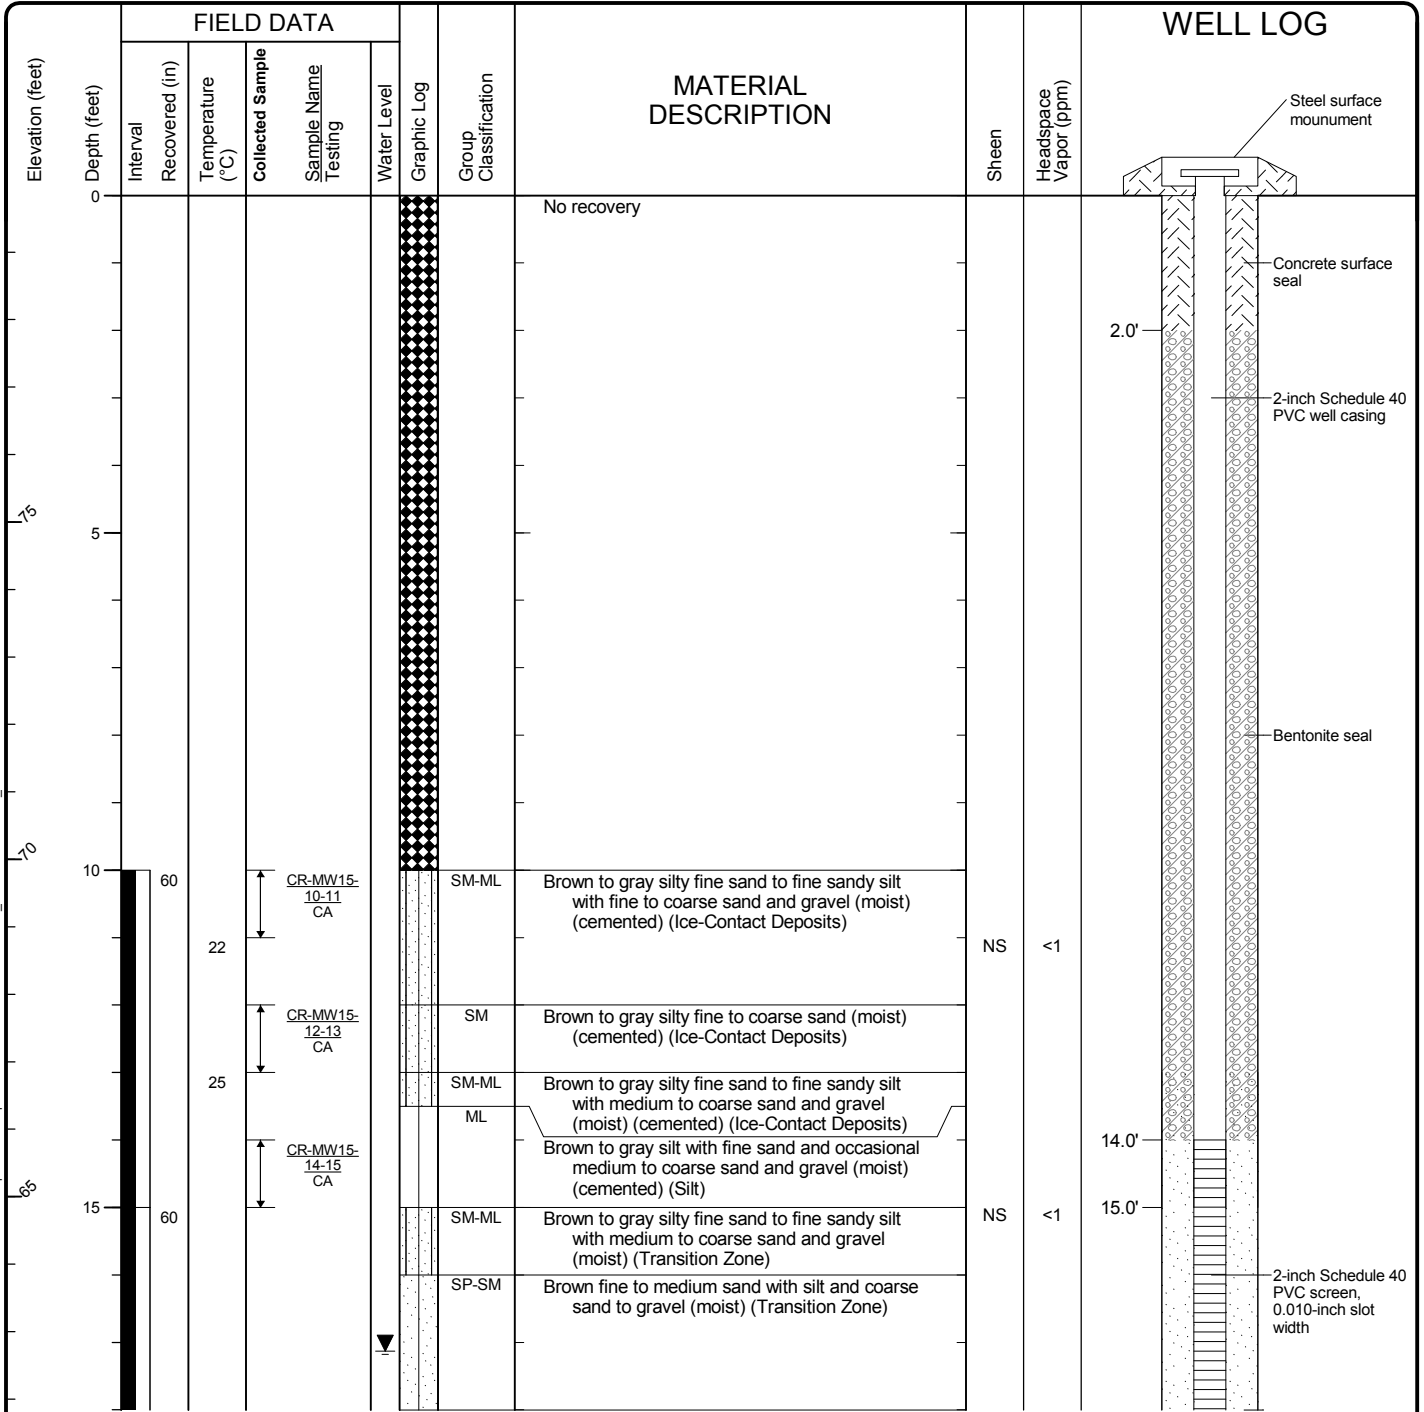 FIELD DATA
WELL LOG
Elevation (feet)
Depth (feet)
Interval
Recovered (in)
Temperature
(°C)
Collected Sample
Sample Name
Testing
Water Level
Graphic Log
Group
Classification
MATERIAL
DESCRIPTION
Sheen
Headspace
Vapor (ppm)
Steel surface
mounument
0
No recovery
Concrete surface
seal
2.0'
2-inch Schedule 40
PVC well casing
75
5
Bentonite seal
70
10
60
CR-MW15-
10-11
CA
SM-ML
Brown to gray silty fine sand to fine sandy silt
with fine to coarse sand and gravel (moist)
(cemented) (Ice-Contact Deposits)
22
NS
<1
CR-MW15-
12-13
CA
SM
Brown to gray silty fine to coarse sand (moist)
(cemented) (Ice-Contact Deposits)
25
SM-ML
Brown to gray silty fine sand to fine sandy silt
with medium to coarse sand and gravel
(moist) (cemented) (Ice-Contact Deposits)
ML
14.0'
CR-MW15-
14-15
CA
Brown to gray silt with fine sand and occasional
medium to coarse sand and gravel (moist)
(cemented) (Silt)
65
15
60
SM-ML
Brown to gray silty fine sand to fine sandy silt
with medium to coarse sand and gravel
(moist) (Transition Zone)
NS
<1
15.0'
SP-SM
Brown fine to medium sand with silt and coarse
sand to gravel (moist) (Transition Zone)
2-inch Schedule 40
PVC screen,
0.010-inch slot
width